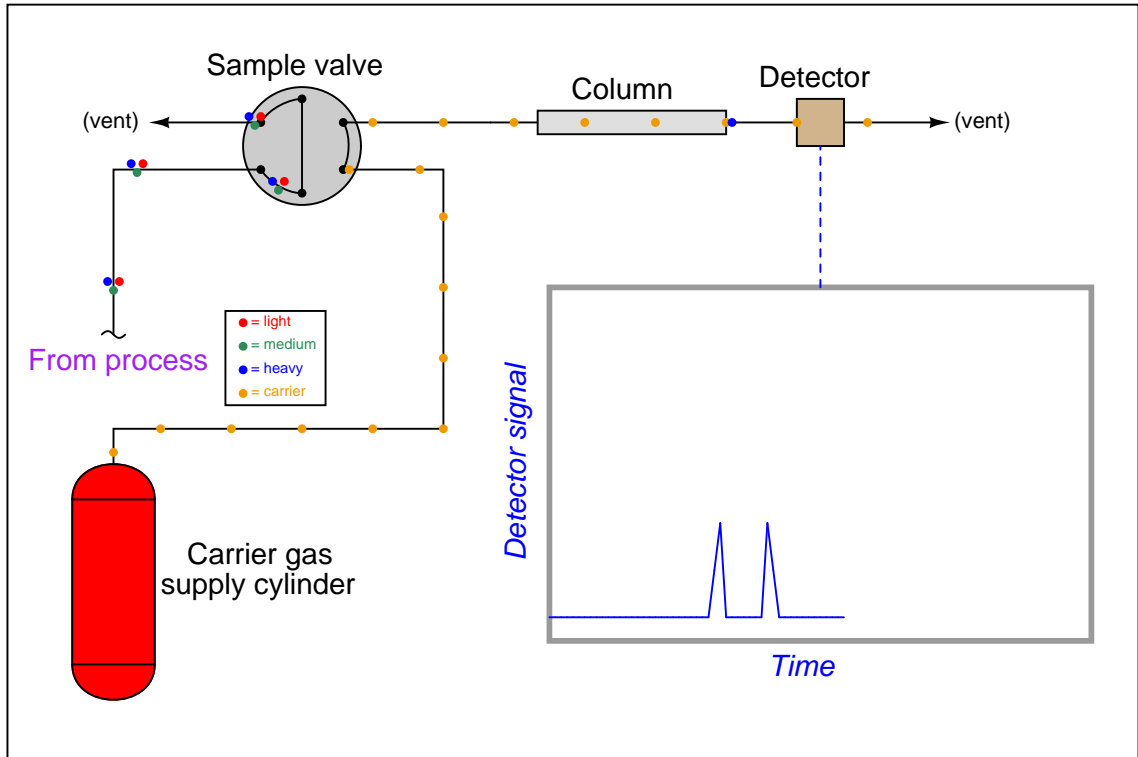 Sample valve
Column
Detector
(vent)
(vent)
= light
= medium
= heavy
= carrier
From process
Detector signal
Carrier gas
supply cylinder
Time